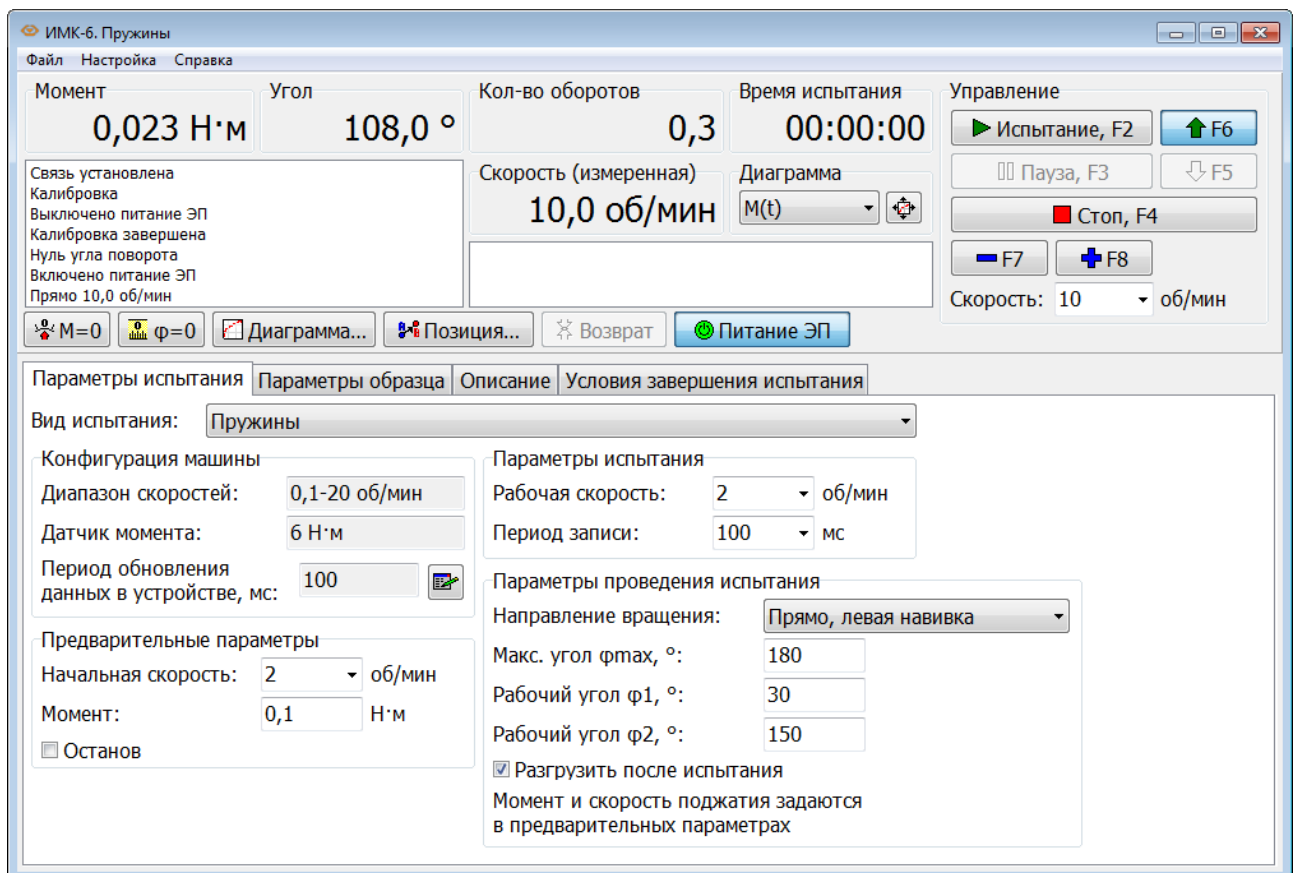 ИМК-6. Пружины
Файл Настройка Справка
Момент Угол Кол-во оборотов Время испытания Управление
0,023 Н·м 108,0 ° 0,3 00:00:00
Испытание, F2 F6
Связь установлена
Калибровка
Выключено питание ЭП
Калибровка завершена
Нуль угла поворота
Включено питание ЭП
Прямо 10,0 об/мин
Скорость (измеренная) Диаграмма
10,0 об/мин M(t)
Пауза, F3 F5
Стоп, F4
F7 F8
Скорость: 10 об/мин
M=0 φ=0 Диаграмма... Позиция... Возврат Питание ЭП
Параметры испытания Параметры образца Описание Условия завершения испытания
Вид испытания: Пружины
Конфигурация машины
Диапазон скоростей: 0,1-20 об/мин
Датчик момента: 6 Н·м
Период обновления
данных в устройстве, мс: 100
Предварительные параметры
Начальная скорость: 2 об/мин
Момент: 0,1 Н·м
Останов
Параметры испытания
Рабочая скорость: 2 об/мин
Период записи: 100 мс
Параметры проведения испытания
Направление вращения: Прямо, левая навивка
Макс. угол φmax, °: 180
Рабочий угол φ1, °: 30
Рабочий угол φ2, °: 150
Разгрузить после испытания
Момент и скорость поджатия задаются
в предварительных параметрах